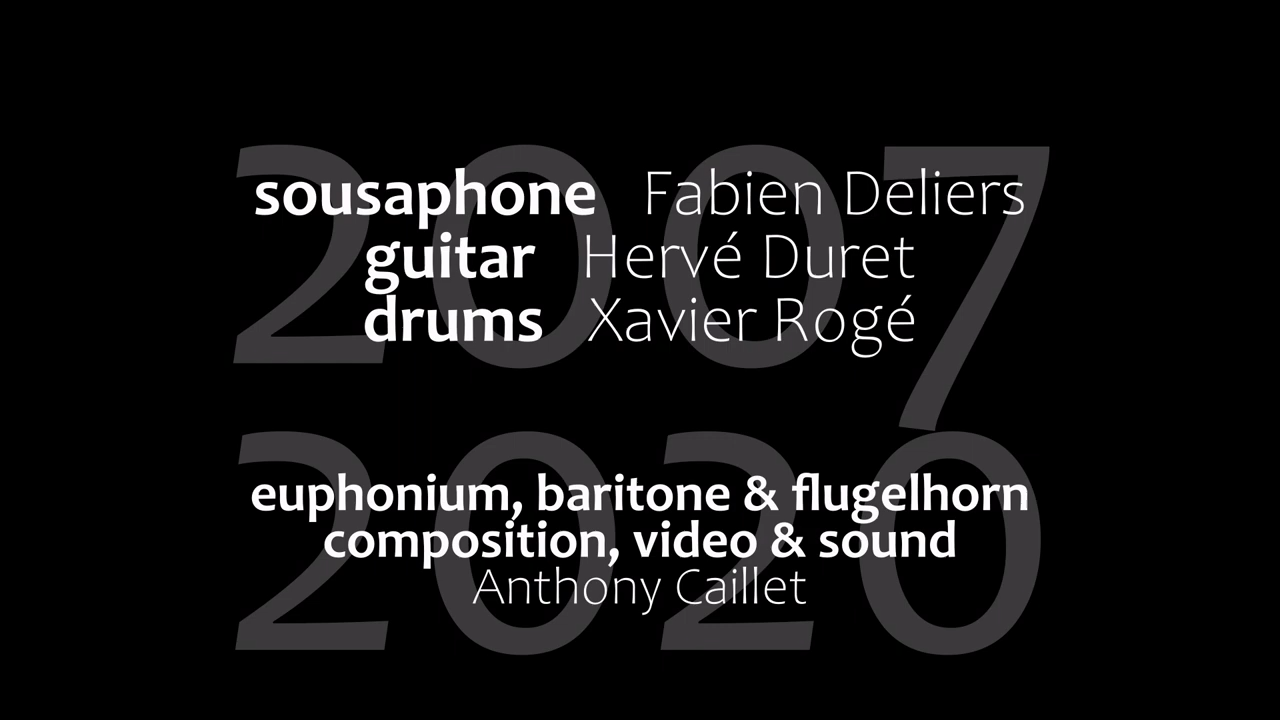 2007
sousaphone Fabien Deliers
guitar Hervé Duret
drums Xavier Rogé
2020
euphonium, baritone & flugelhorn
composition, video & sound
Anthony Caillet